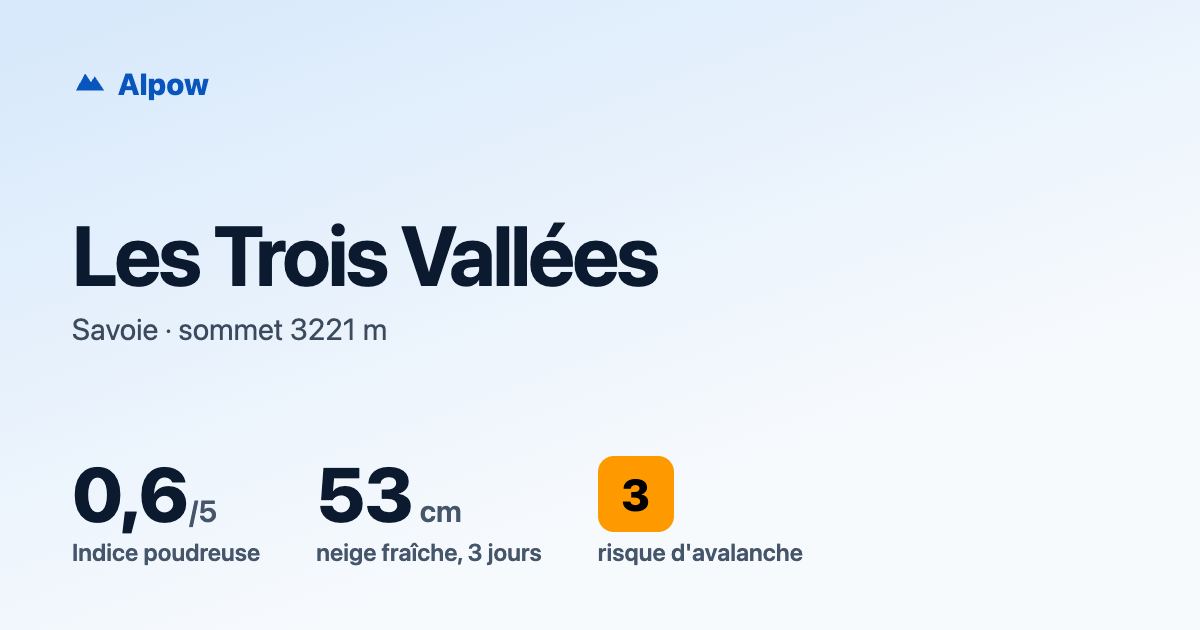 Alpow
Les Trois Vallées
Savoie · sommet 3221 m
0,6/5
Indice poudreuse
53 cm
neige fraîche, 3 jours
3
risque d'avalanche